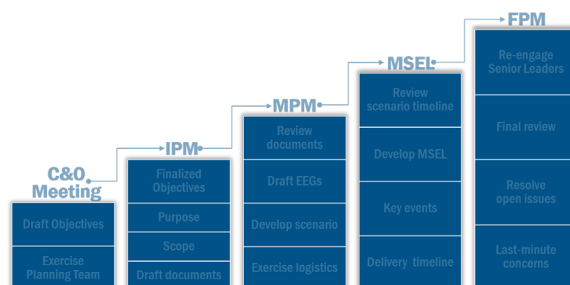 C&O
Meeting
Draft Objectives
Exercise
Planning Team
IPM
Finalized
Objectives
Purpose
Scope
Draft documents
MPM
Review
documents
Draft EEGs
Develop scenario
Exercise logistics
MSEL
Review
scenario timeline
Develop MSEL
Key events
Delivery timeline
FPM
Re-engage
Senior Leaders
Final review
Resolve
open issues
Last-minute
concerns